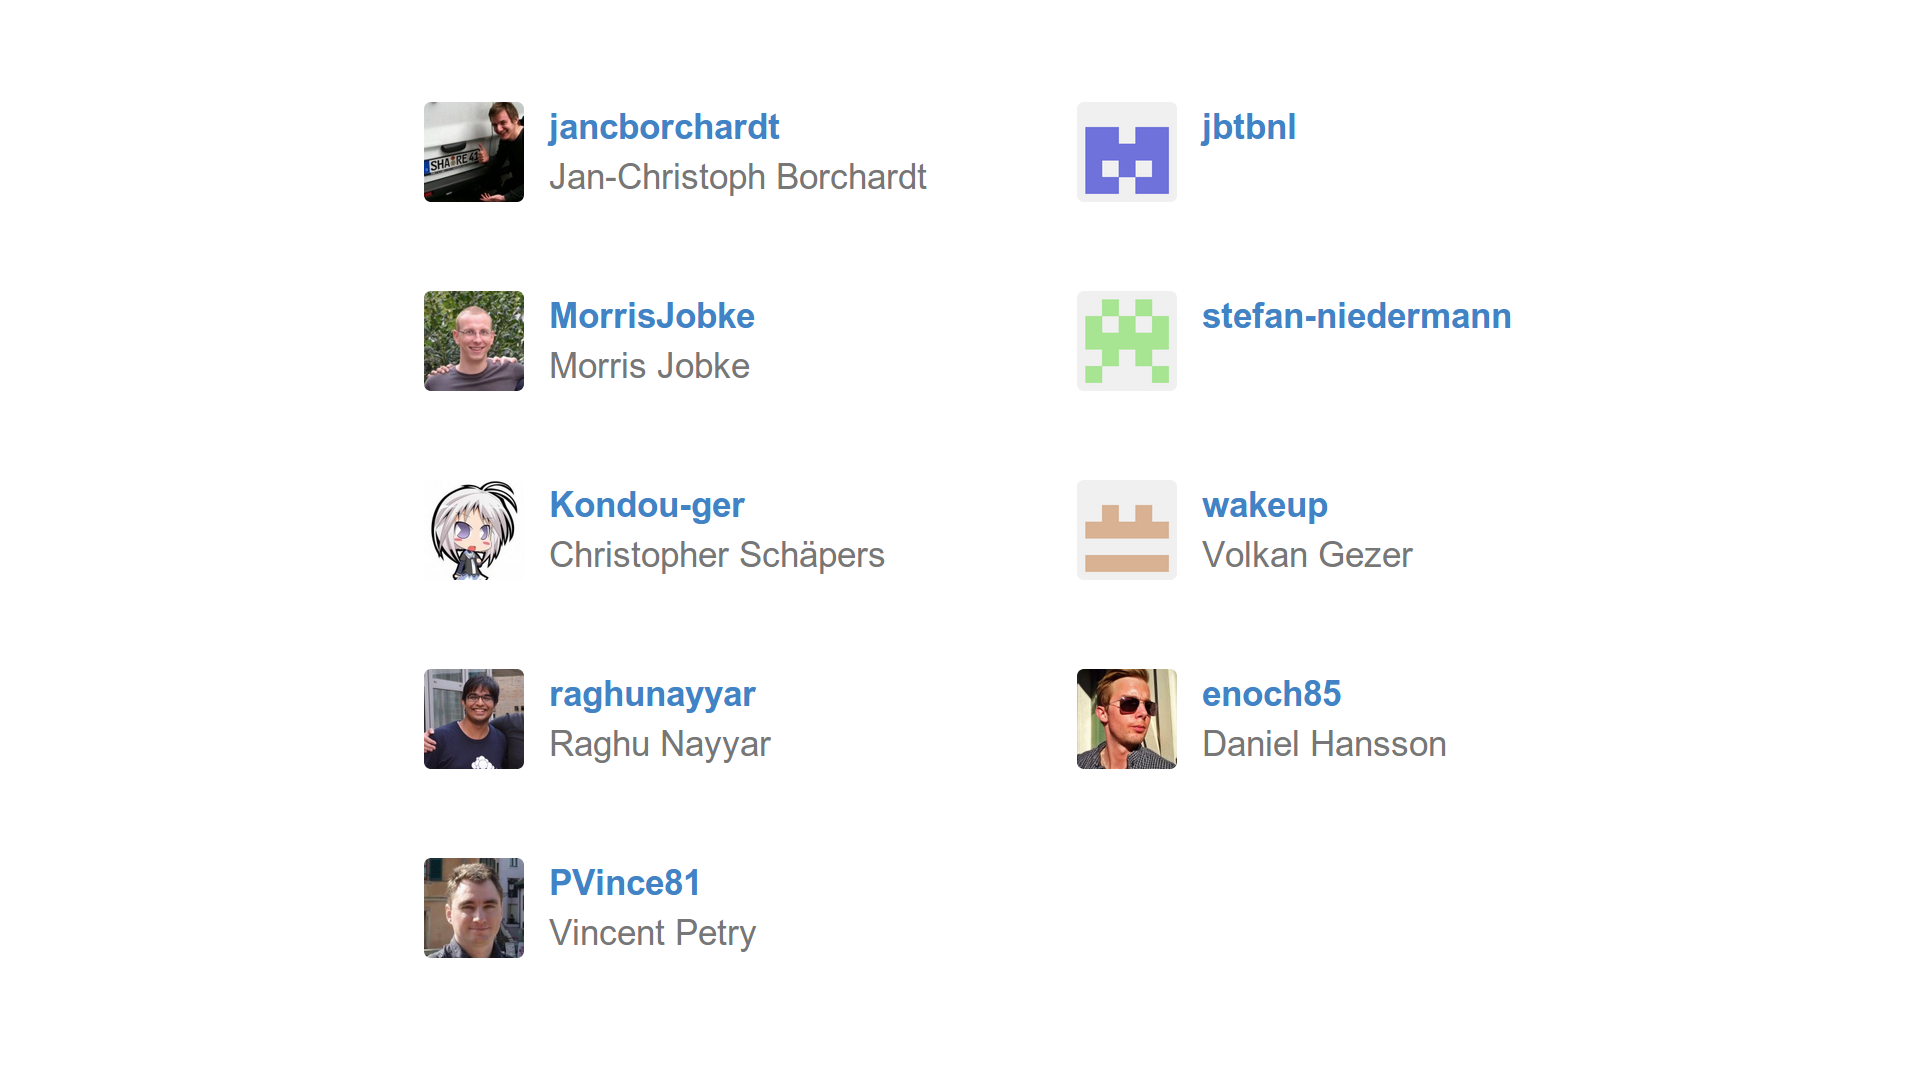 jancborchardt
Jan-Christoph Borchardt
MorrisJobke
Morris Jobke
Kondou-ger
Christopher Schäpers
raghunayyar
Raghu Nayyar
PVince81
Vincent Petry
jbtbnl
stefan-niedermann
wakeup
Volkan Gezer
enoch85
Daniel Hansson
SHA RE 43